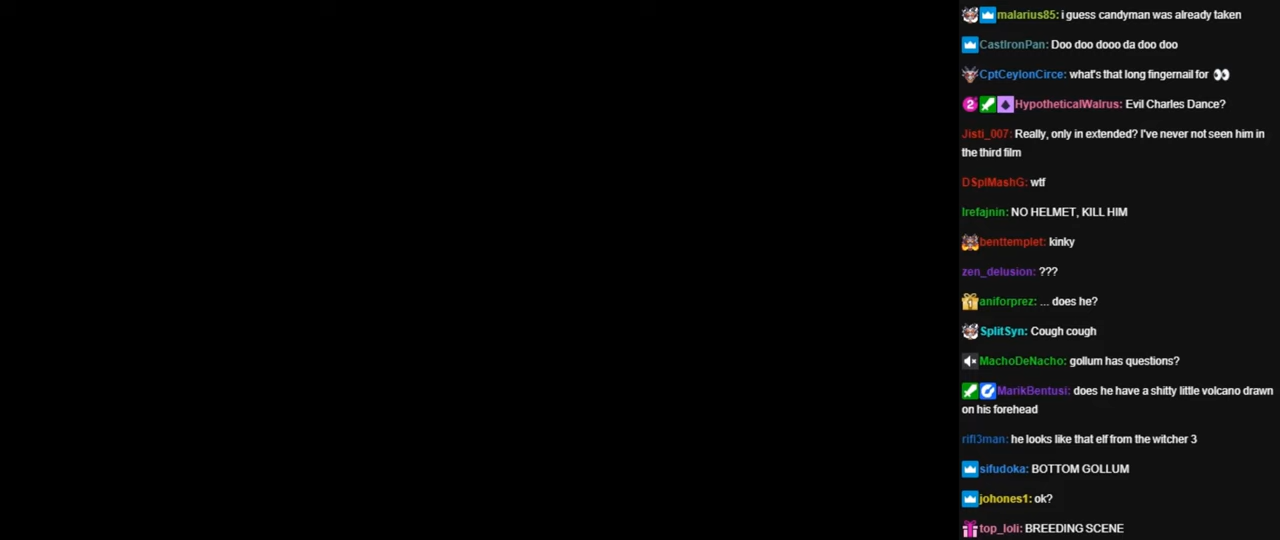 malarius85: i guess candyman was already taken
CastIronPan: Doo doo dooo da doo doo
CptCeylonCirce: what's that long fingernail for 👀
2 HypotheticalWalrus: Evil Charles Dance?
Jisti_007: Really, only in extended? I've never not seen him in
the third film
DSplMashG: wtf
Irefajnin: NO HELMET, KILL HIM
benttemplet: kinky
zen_delusion: ???
1 aniforprez: ... does he?
SplitSyn: Cough cough
MachoDeNacho: gollum has questions?
MarikBentusi: does he have a shitty little volcano drawn
on his forehead
rifl3man: he looks like that elf from the witcher 3
sifudoka: BOTTOM GOLLUM
johones1: ok?
top_loli: BREEDING SCENE